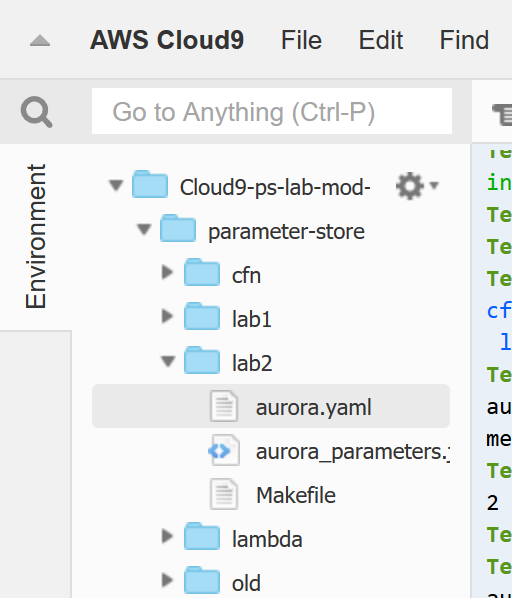 AWS Cloud9 File Edit Find
Go to Anything (Ctrl-P)
Environment
Cloud9-ps-lab-mod-
parameter-store
cfn
lab1
lab2
aurora.yaml
aurora_parameters.j
Makefile
lambda
old
Te
in
Te
Te
Te
cf
l
Te
au
me
Te
2
Te
Te
au